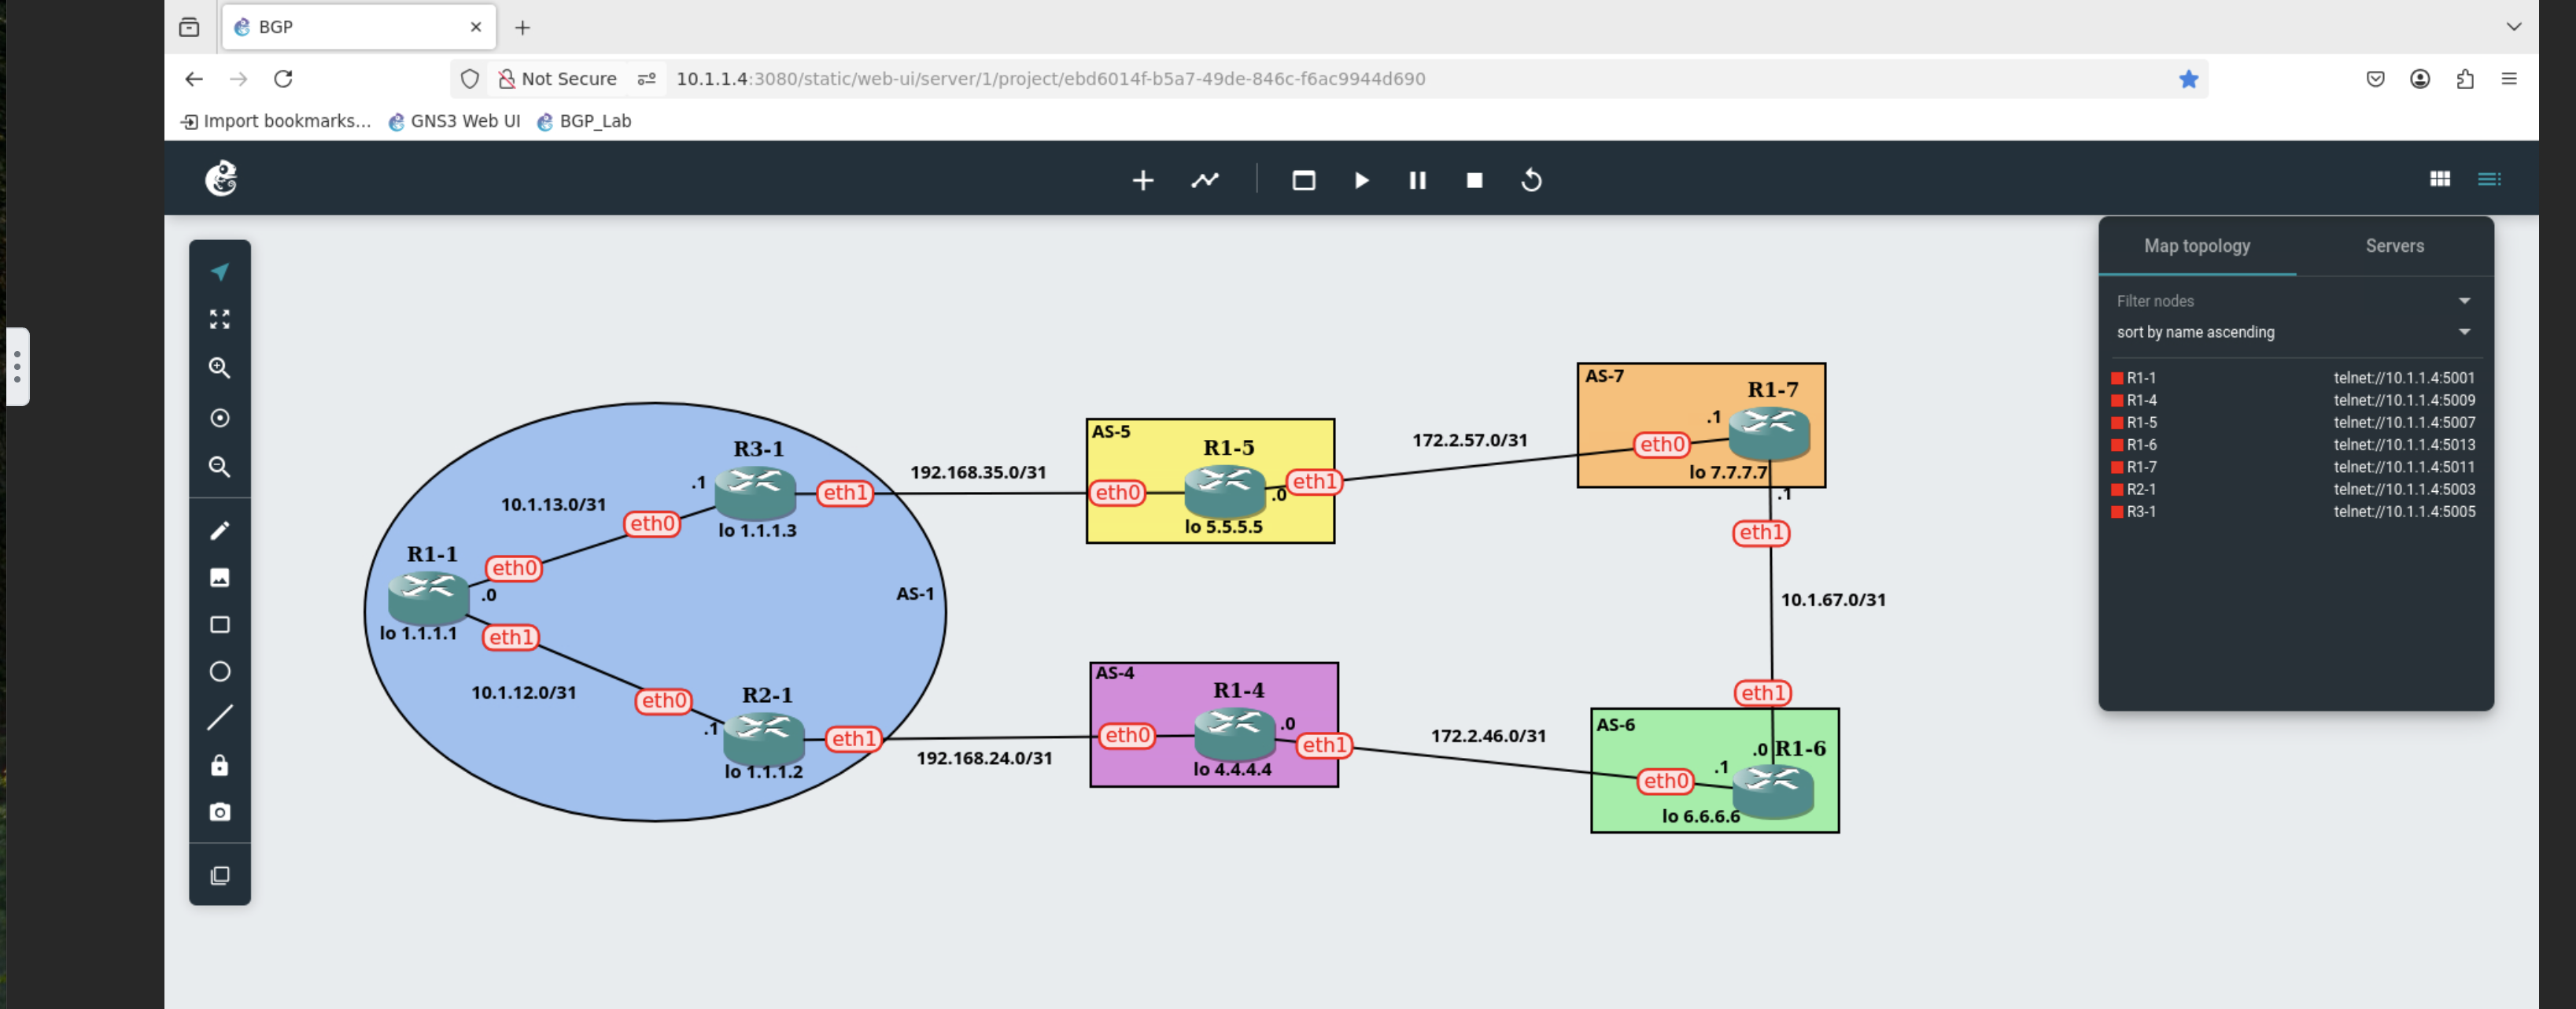 BGP
Not Secure
10.1.1.4:3080/static/web-ui/server/1/project/ebd6014f-b5a7-49de-846c-f6ac9944d690
Import bookmarks...
GNS3 Web UI
BGP_Lab
Map topology
Servers
Filter nodes
sort by name ascending
R1-1 telnet://10.1.1.4:5001
R1-4 telnet://10.1.1.4:5009
R1-5 telnet://10.1.1.4:5007
R1-6 telnet://10.1.1.4:5013
R1-7 telnet://10.1.1.4:5011
R2-1 telnet://10.1.1.4:5003
R3-1 telnet://10.1.1.4:5005
AS-1
R1-1
eth0
.0
lo 1.1.1.1
eth1
10.1.13.0/31
eth0
.1
R3-1
lo 1.1.1.3
eth1
10.1.12.0/31
eth0
.1
R2-1
lo 1.1.1.2
eth1
192.168.35.0/31
192.168.24.0/31
AS-5
R1-5
eth0
.0
eth1
lo 5.5.5.5
AS-4
R1-4
eth0
.0
eth1
lo 4.4.4.4
172.2.57.0/31
172.2.46.0/31
AS-7
R1-7
.1
eth0
lo 7.7.7.7
.1
eth1
10.1.67.0/31
eth1
AS-6
.0
R1-6
.1
eth0
lo 6.6.6.6